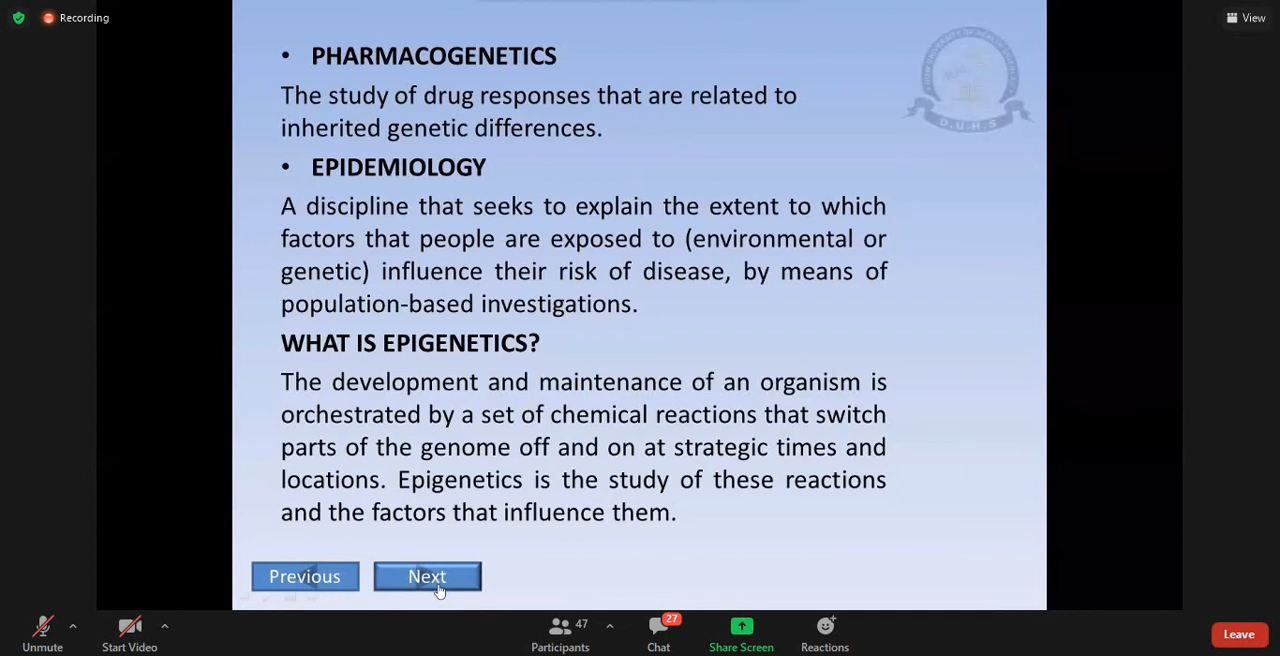 Recording
View
• PHARMACOGENETICS
The study of drug responses that are related to
inherited genetic differences.
• EPIDEMIOLOGY
A discipline that seeks to explain the extent to which
factors that people are exposed to (environmental or
genetic) influence their risk of disease, by means of
population-based investigations.
WHAT IS EPIGENETICS?
The development and maintenance of an organism is
orchestrated by a set of chemical reactions that switch
parts of the genome off and on at strategic times and
locations. Epigenetics is the study of these reactions
and the factors that influence them.
D.U.H.S
Previous
Next
Unmute
Start Video
47
Participants
27
Chat
Share Screen
Reactions
Leave